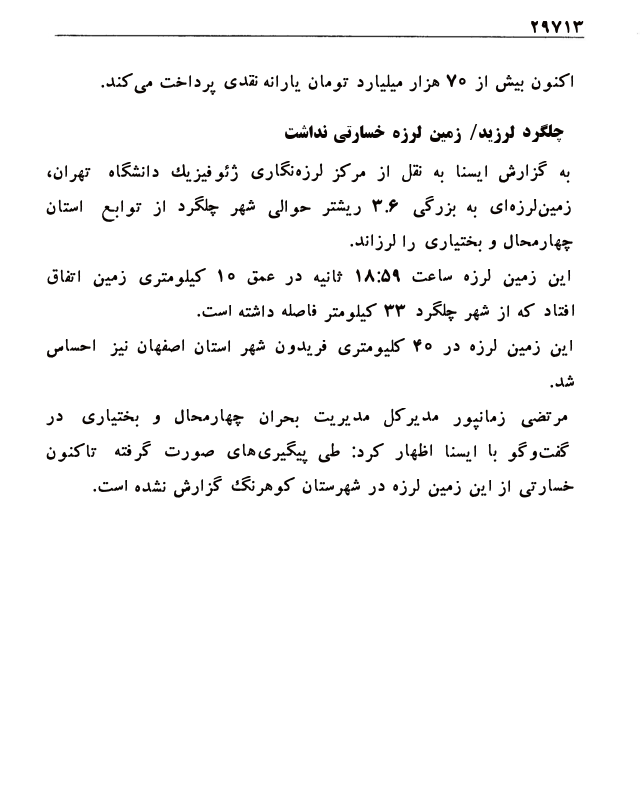 ۲۹۷۱۳
اکنون بیش از ۷۰ هزار میلیارد تومان یارانه نقدی پرداخت می‌کند.
چلگرد لرزید/ زمین لرزه خسارتی نداشت
به گزارش ایسنا به نقل از مرکز لرزه‌نگاری ژئوفیزیک دانشگاه تهران،
زمین‌لرزه‌ای به بزرگی ۳.۶ ریشتر حوالی شهر چلگرد از توابع استان
چهارمحال و بختیاری را لرزاند.
این زمین لرزه ساعت ۱۸:۵۹ ثانیه در عمق ۱۰ کیلومتری زمین اتفاق
افتاد که از شهر چلگرد ۳۳ کیلومتر فاصله داشته است.
این زمین لرزه در ۴۰ کلیومتری فریدون شهر استان اصفهان نیز احساس
شد.
مرتضی زمانپور مدیرکل مدیریت بحران چهارمحال و بختیاری در
گفت‌وگو با ایسنا اظهار کرد: طی پیگیری‌های صورت گرفته تاکنون
خسارتی از این زمین لرزه در شهرستان کوهرنگ گزارش نشده است.